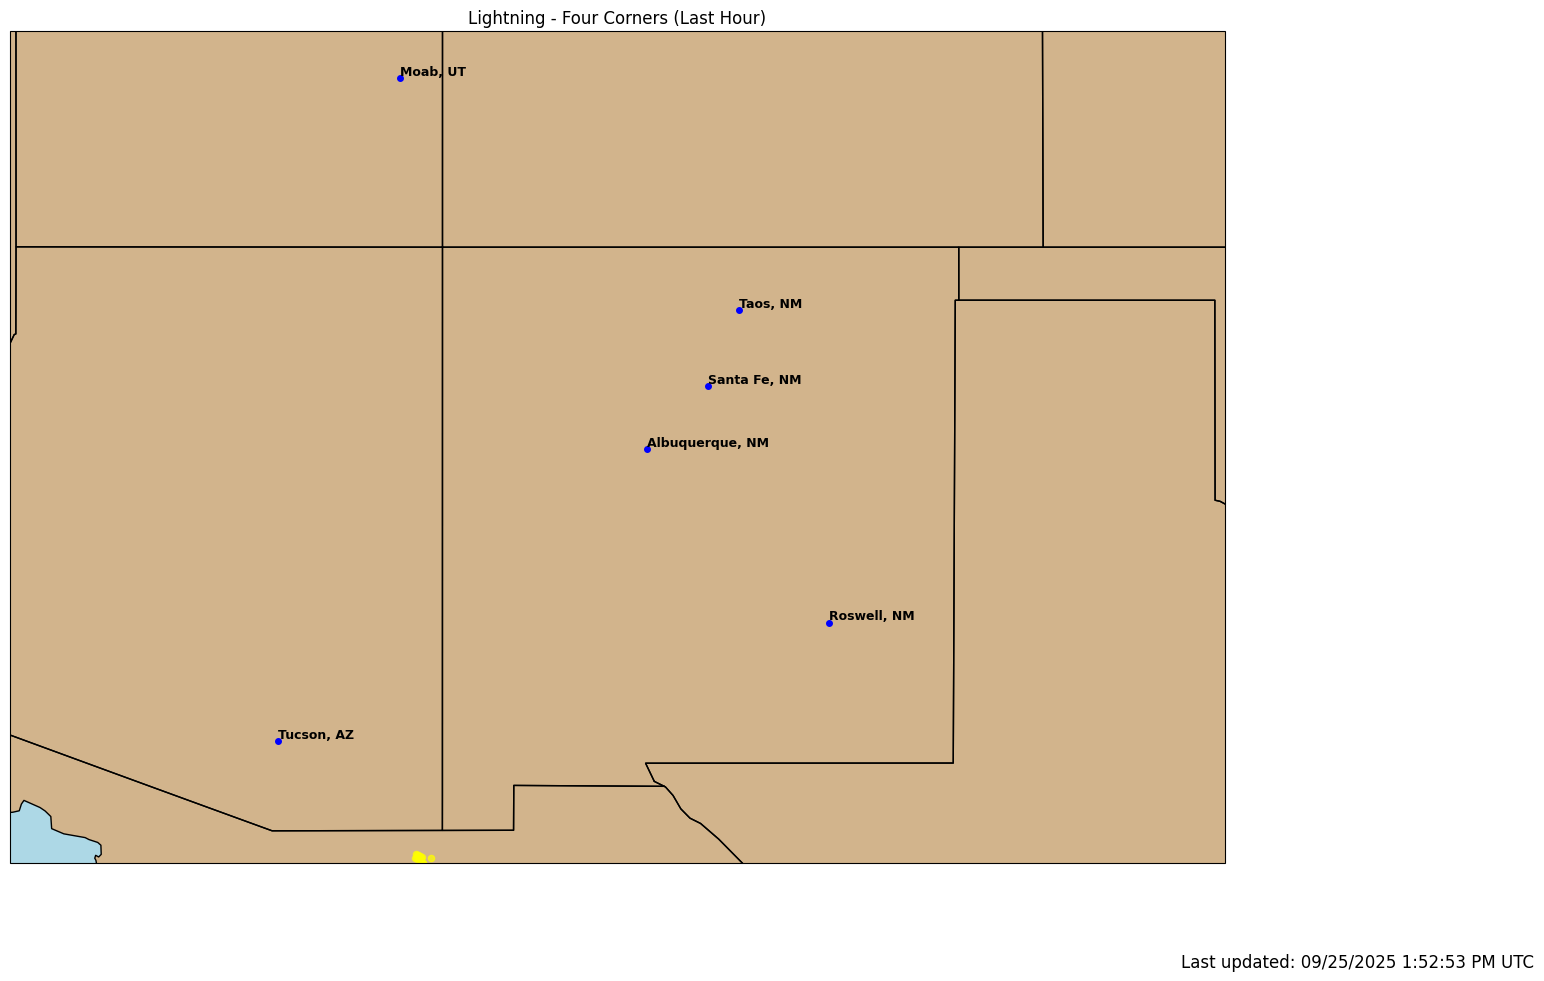 Lightning - Four Corners (Last Hour)
Moab, UT
Taos, NM
Santa Fe, NM
Albuquerque, NM
Roswell, NM
Tucson, AZ
Last updated: 09/25/2025 1:52:53 PM UTC